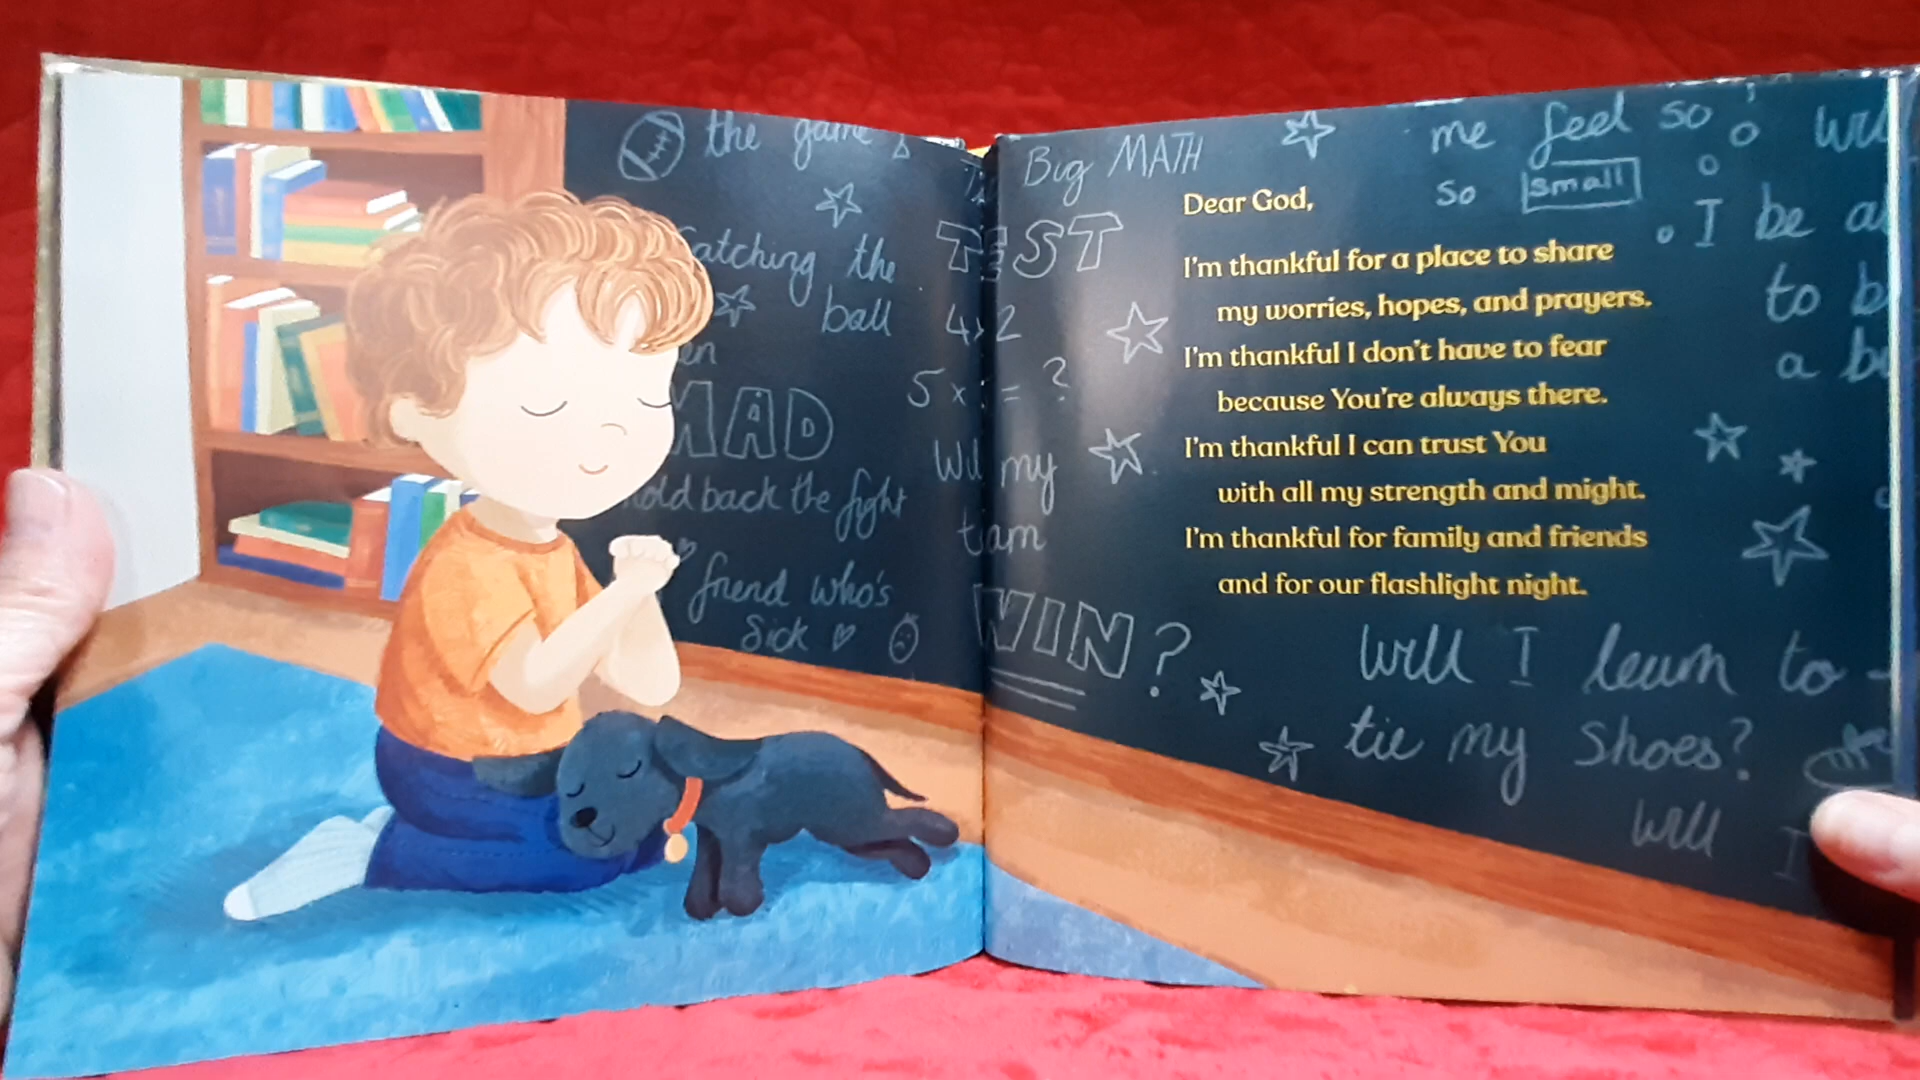 the game
Catching the
ball
MAD
hold back the fight
friend who's
Sick
Big MATH
TEST
4 > 2
5 x = ?
Will my
team
WIN?
me feel so
so small
I be a
to b
a b
Dear God,
I'm thankful for a place to share
my worries, hopes, and prayers.
I'm thankful I don't have to fear
because You're always there.
I'm thankful I can trust You
with all my strength and might.
I'm thankful for family and friends
and for our flashlight night.
Will I learn to
tie my Shoes?
Will I